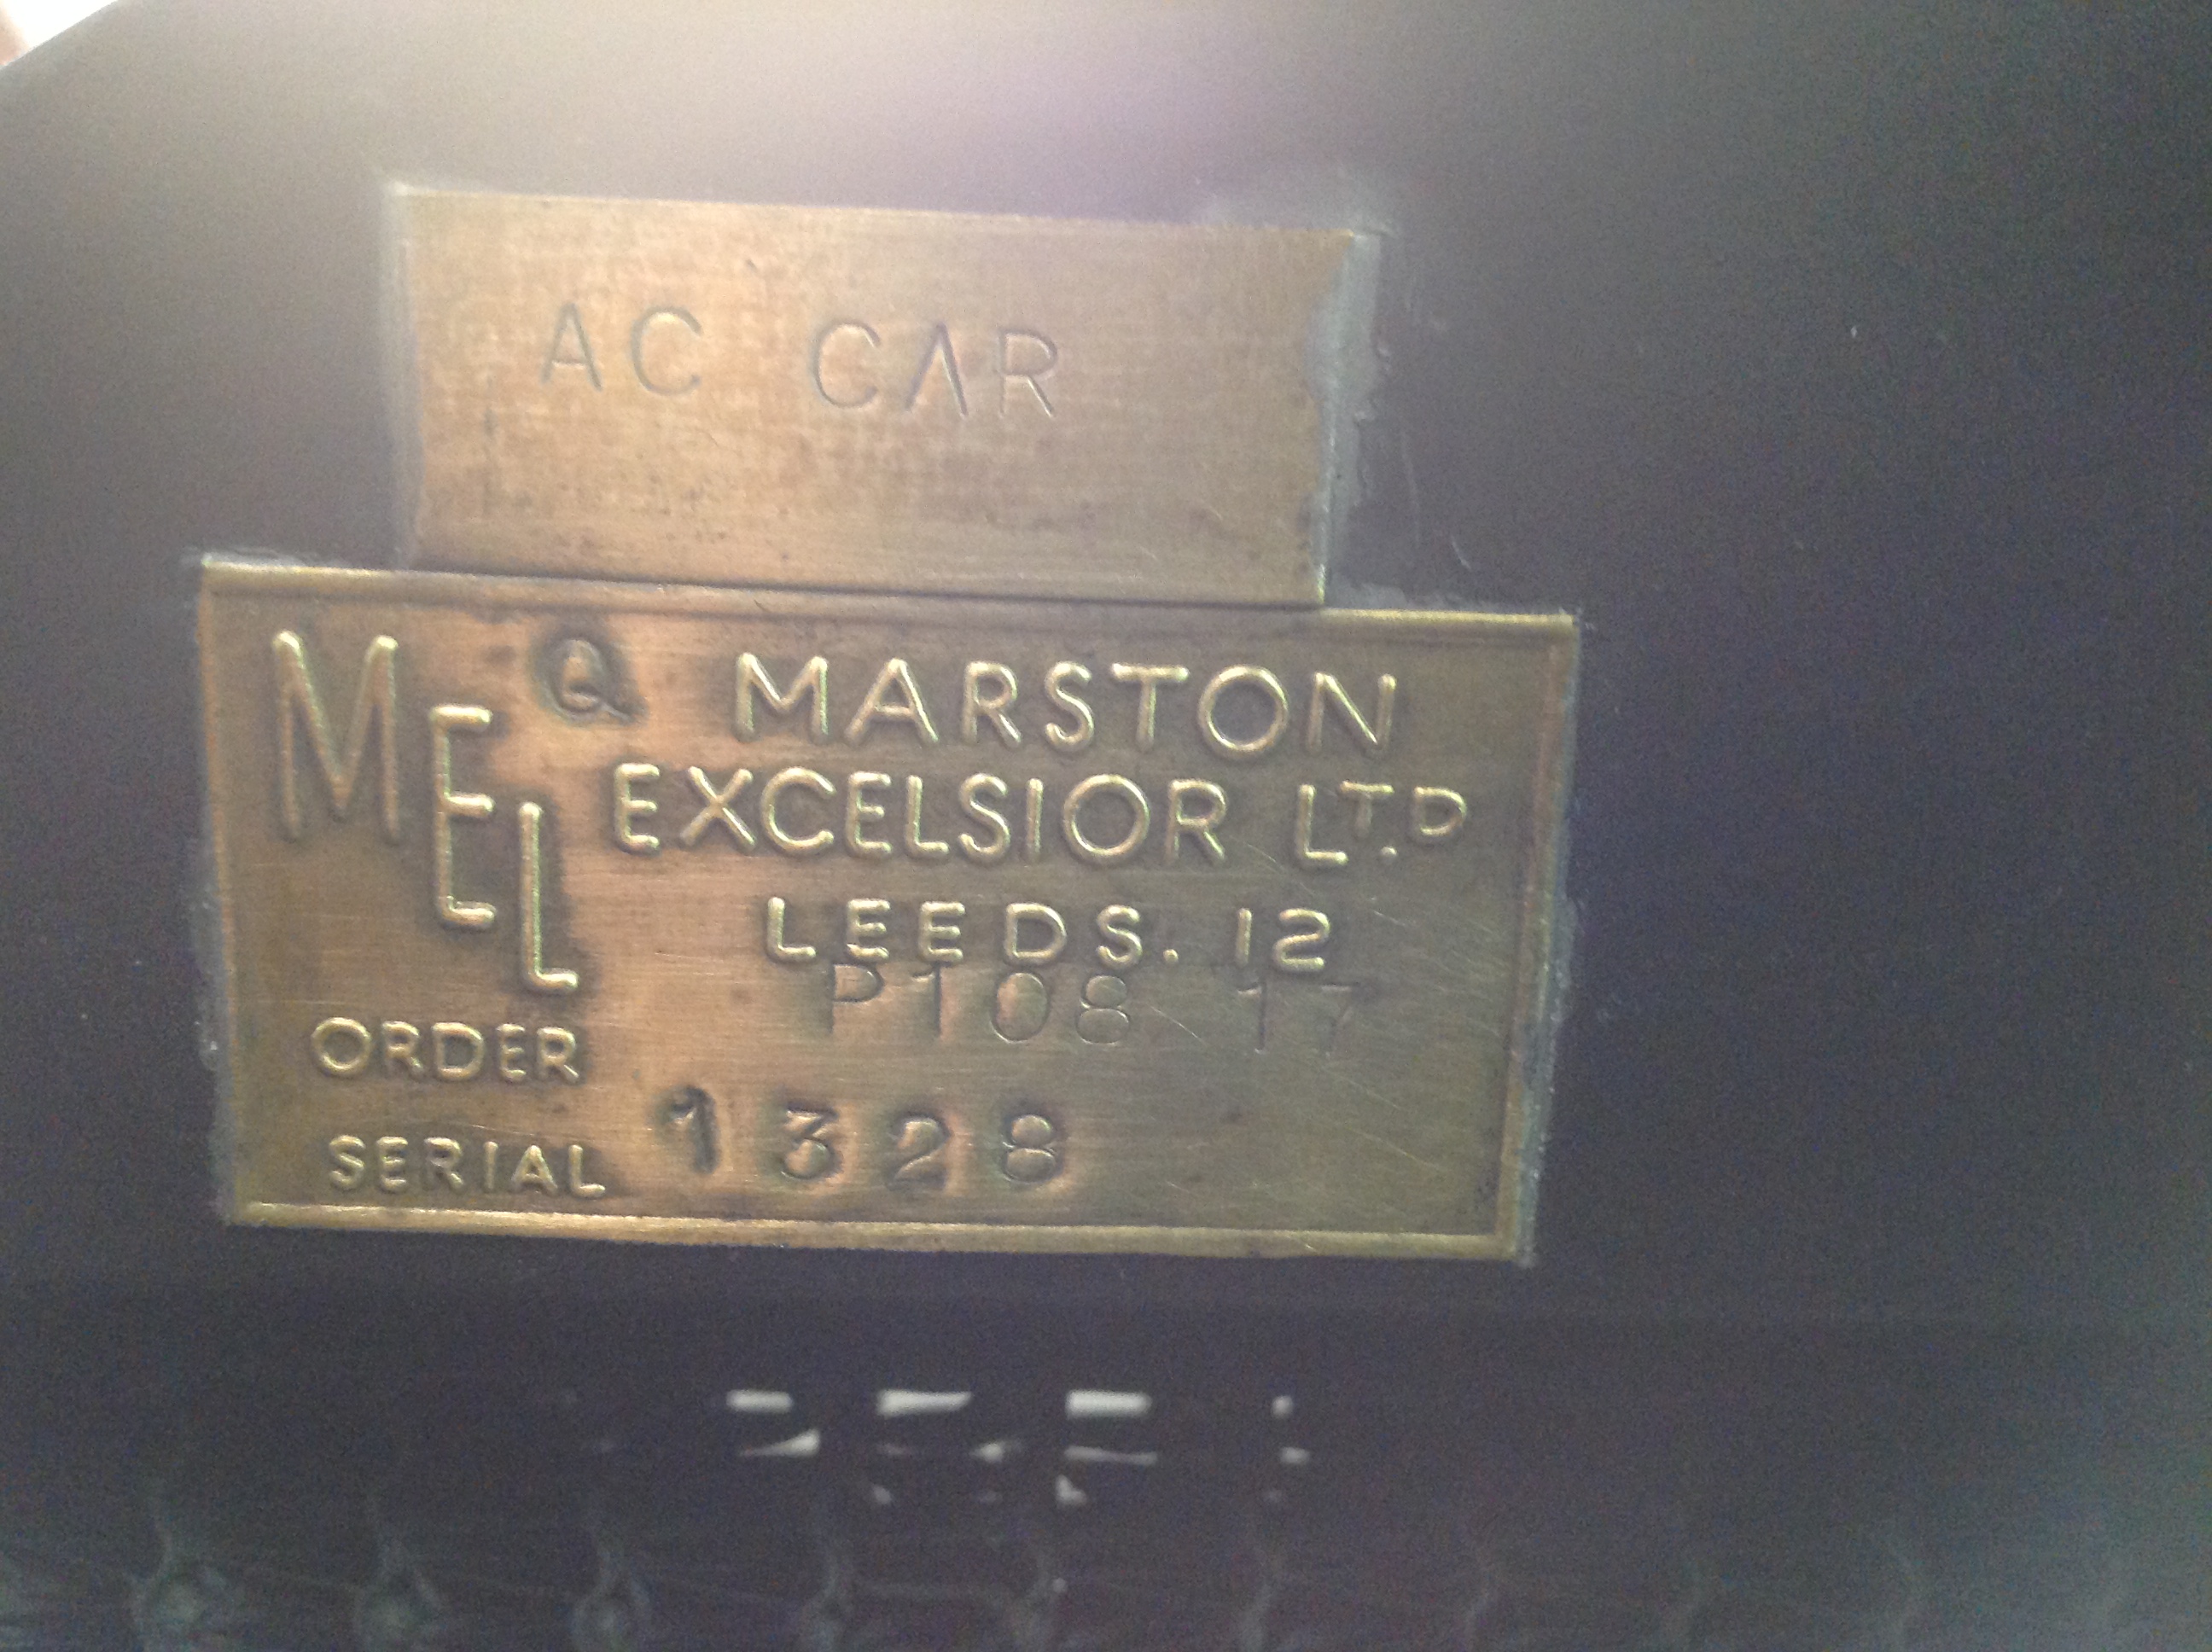 AC CAR
MEL Q MARSTON
EXCELSIOR LTD
LEEDS. 12
P108 17
ORDER
SERIAL 1328